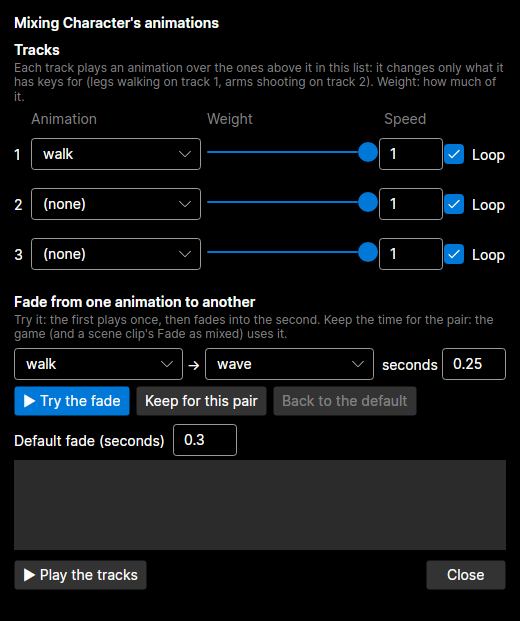 Mixing Character's animations
Tracks
Each track plays an animation over the ones above it in this list: it changes only what it
has keys for (legs walking on track 1, arms shooting on track 2). Weight: how much of
it.
Animation Weight Speed
1 walk 1 Loop
2 (none) 1 Loop
3 (none) 1 Loop
Fade from one animation to another
Try it: the first plays once, then fades into the second. Keep the time for the pair: the
game (and a scene clip's Fade as mixed) uses it.
walk → wave seconds 0.25
▶ Try the fade Keep for this pair Back to the default
Default fade (seconds) 0.3
▶ Play the tracks Close